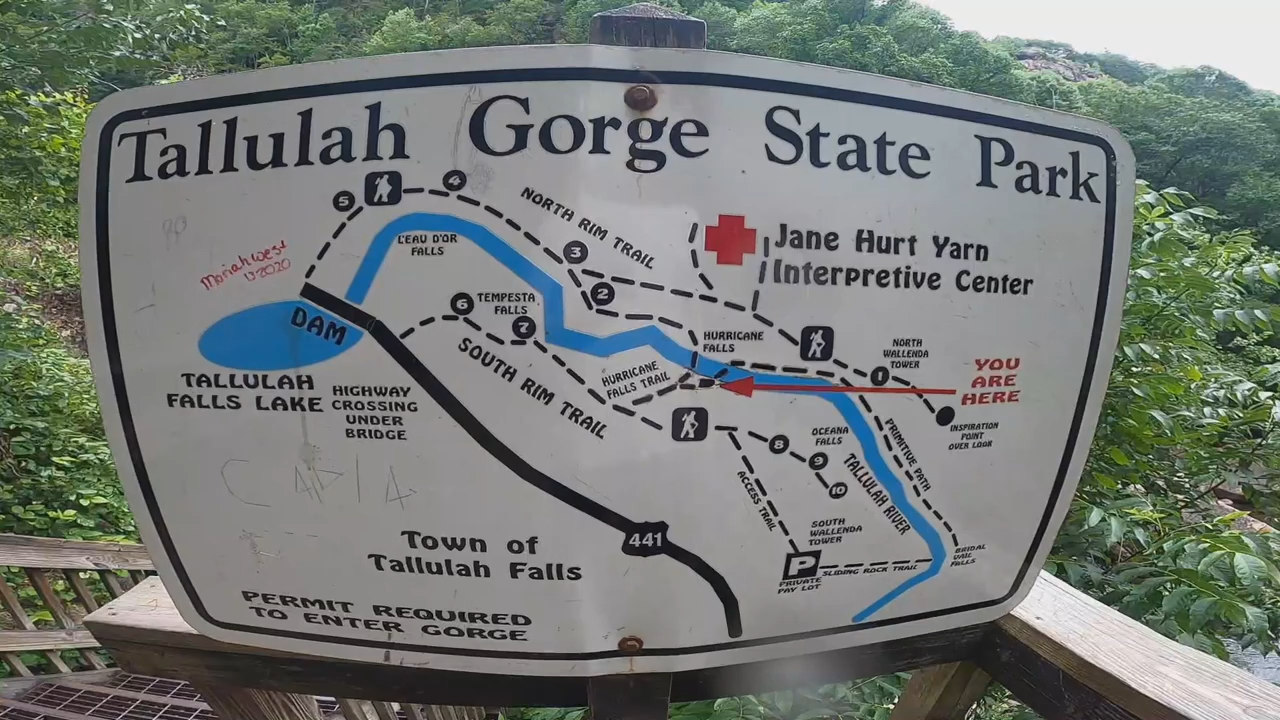 Tallulah Gorge State Park
5
4
NORTH RIM TRAIL
L'EAU D'OR
FALLS
3
2
Jane Hurt Yarn
Interpretive Center
Mariah West
2020
DAM
TALLULAH
FALLS LAKE
HIGHWAY
CROSSING
UNDER
BRIDGE
6
TEMPESTA
FALLS
7
SOUTH RIM TRAIL
HURRICANE
FALLS
HURRICANE
FALLS TRAIL
NORTH
WALLENDA
TOWER
1
YOU
ARE
HERE
INSPIRATION
POINT
OVER LOOK
PRIMITIVE PATH
OCEANA
FALLS
8
9
10
TALLULAH RIVER
ACCESS TRAIL
SOUTH
WALLENDA
TOWER
P
PRIVATE
PAY LOT
SLIDING ROCK TRAIL
BRIDAL
VAIL
FALLS
441
Town of
Tallulah Falls
PERMIT REQUIRED
TO ENTER GORGE